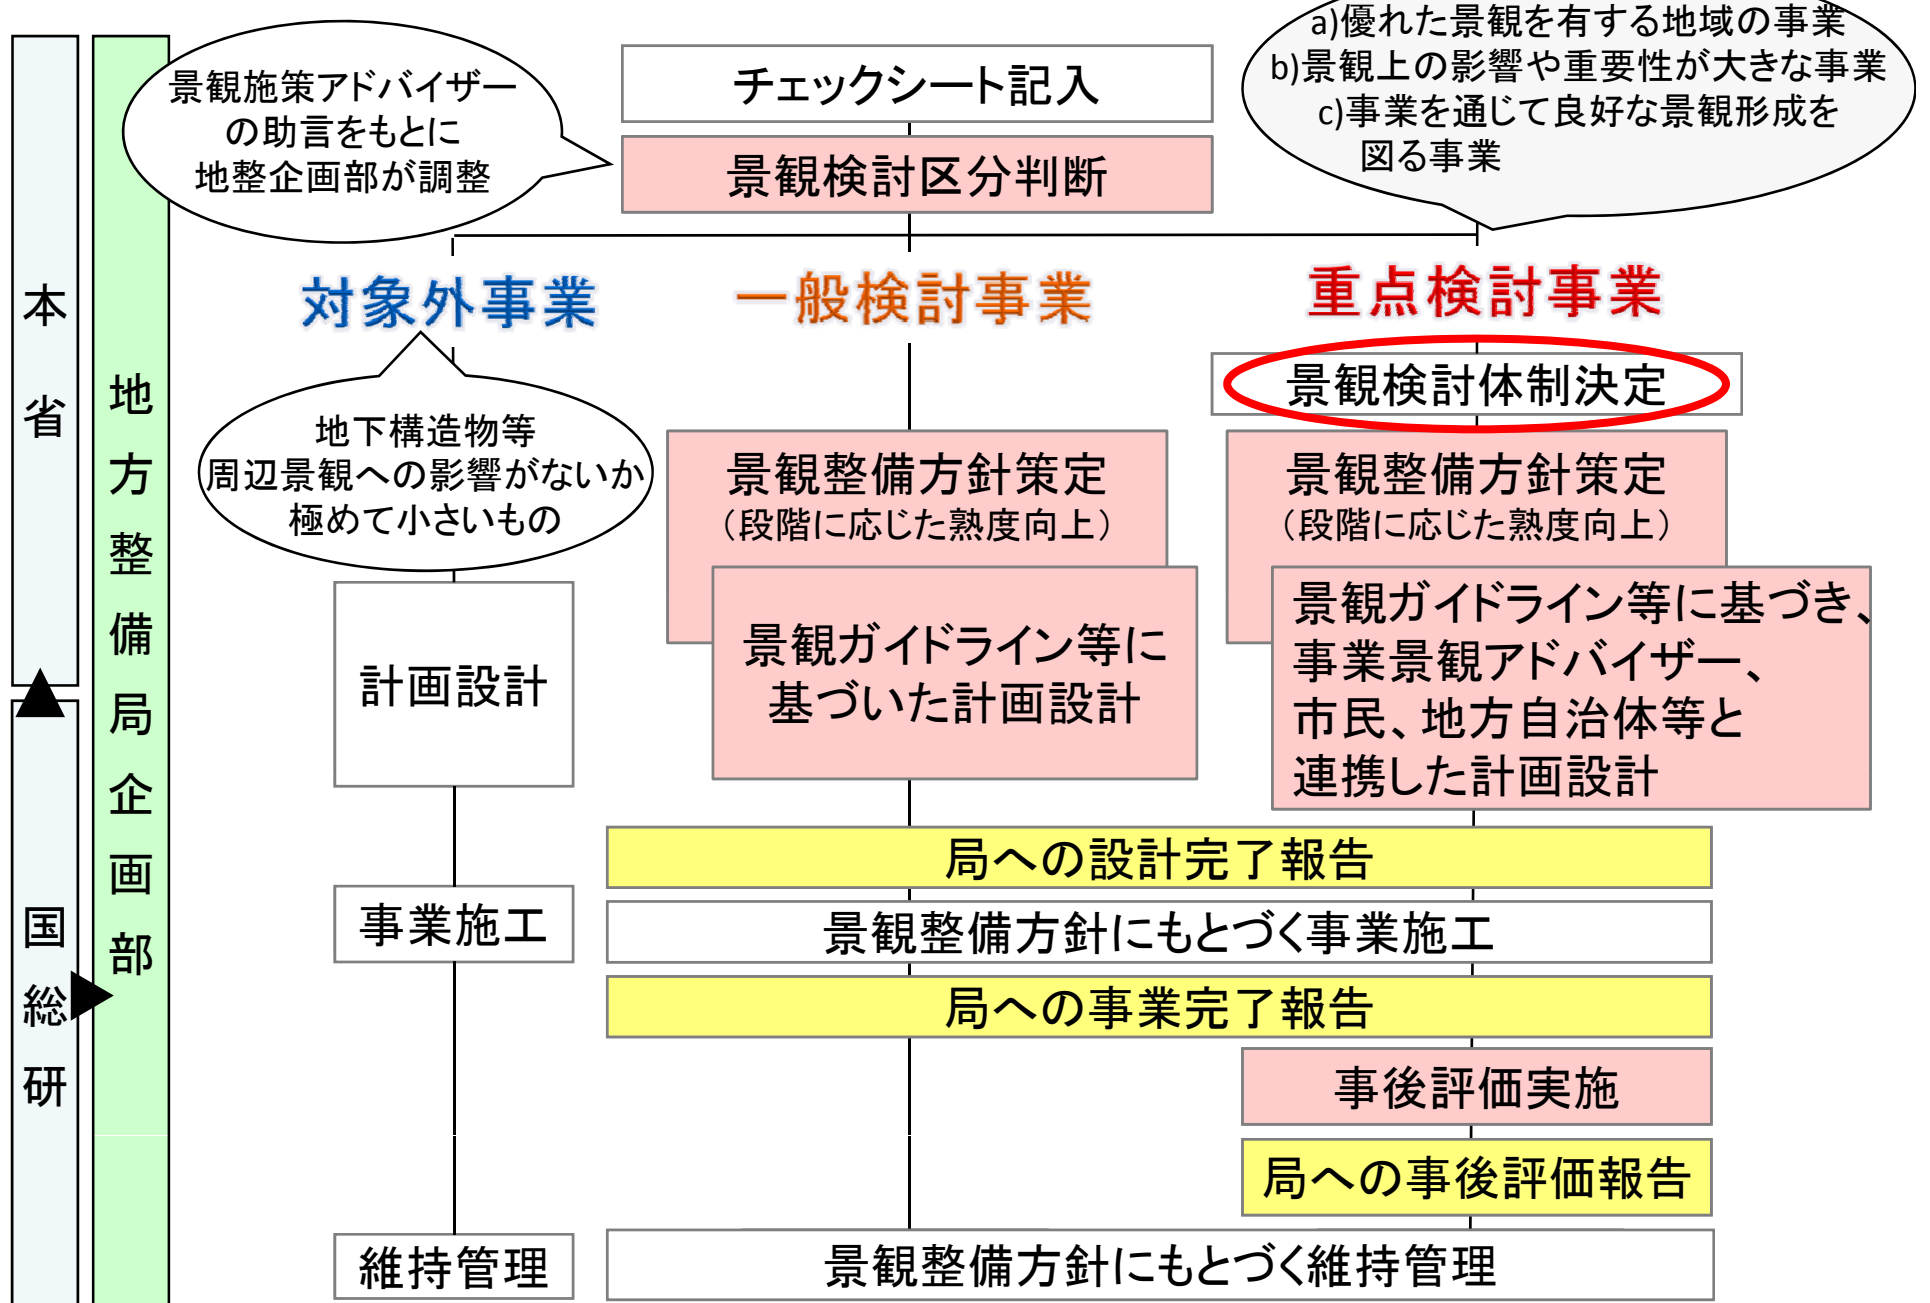 本省
国総研
地方整備局企画部
景観施策アドバイザー
の助言をもとに
地整企画部が調整
チェックシート記入
景観検討区分判断
a)優れた景観を有する地域の事業
b)景観上の影響や重要性が大きな事業
c)事業を通じて良好な景観形成を
図る事業
対象外事業
一般検討事業
重点検討事業
地下構造物等
周辺景観への影響がないか
極めて小さいもの
景観検討体制決定
景観整備方針策定
（段階に応じた熟度向上）
景観整備方針策定
（段階に応じた熟度向上）
計画設計
景観ガイドライン等に
基づいた計画設計
景観ガイドライン等に基づき、
事業景観アドバイザー、
市民、地方自治体等と
連携した計画設計
局への設計完了報告
事業施工
景観整備方針にもとづく事業施工
局への事業完了報告
事後評価実施
局への事後評価報告
維持管理
景観整備方針にもとづく維持管理